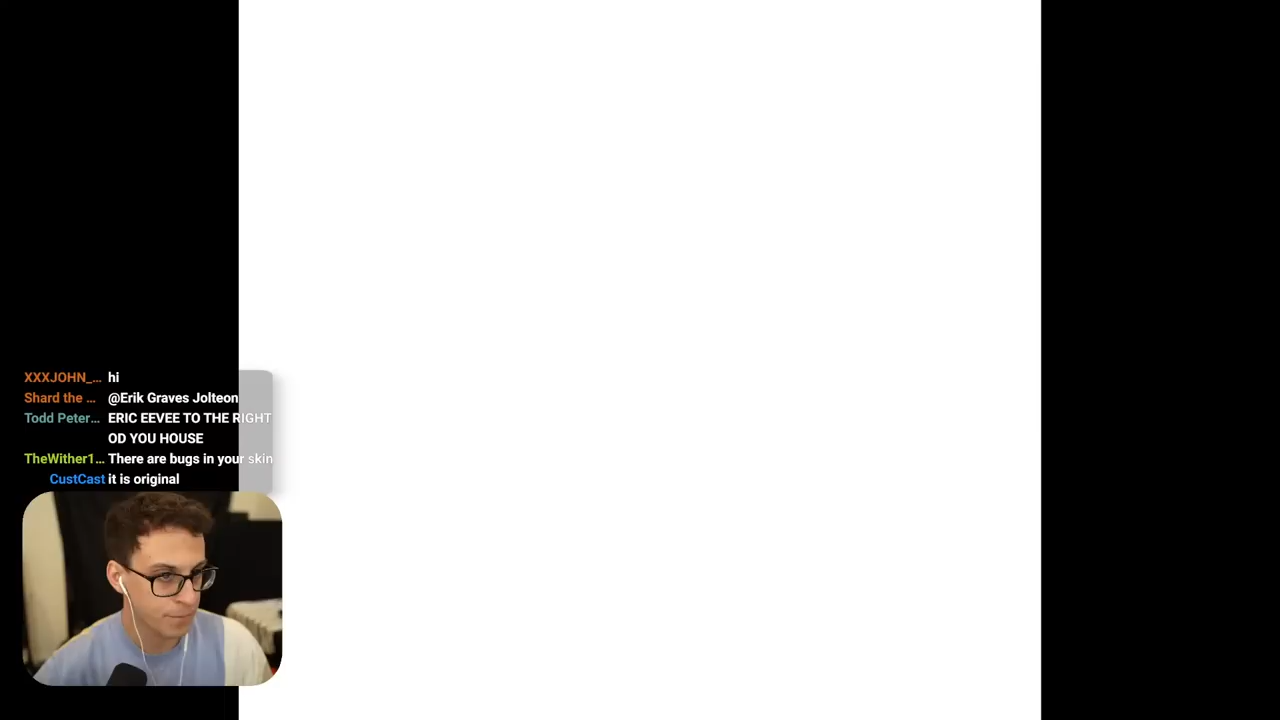 XXXJOHN_... hi
Shard the ... @Erik Graves Jolteon
Todd Peter... ERIC EEVEE TO THE RIGHT
OD YOU HOUSE
TheWither1... There are bugs in your skin
CustCast it is original